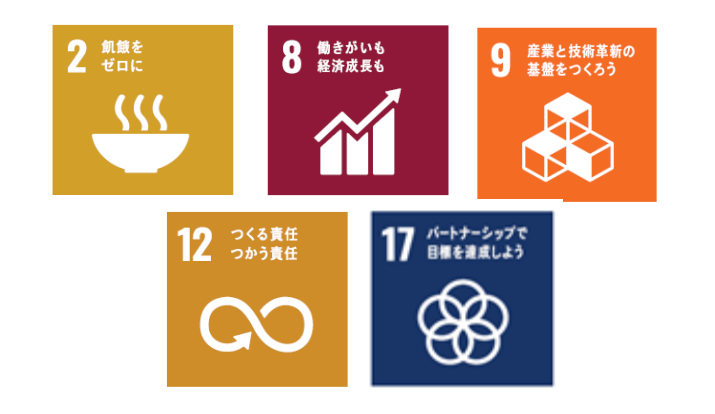 2 飢餓を
ゼロに
8 働きがいも
経済成長も
9 産業と技術革新の
基盤をつくろう
12 つくる責任
つかう責任
17 パートナーシップで
目標を達成しよう